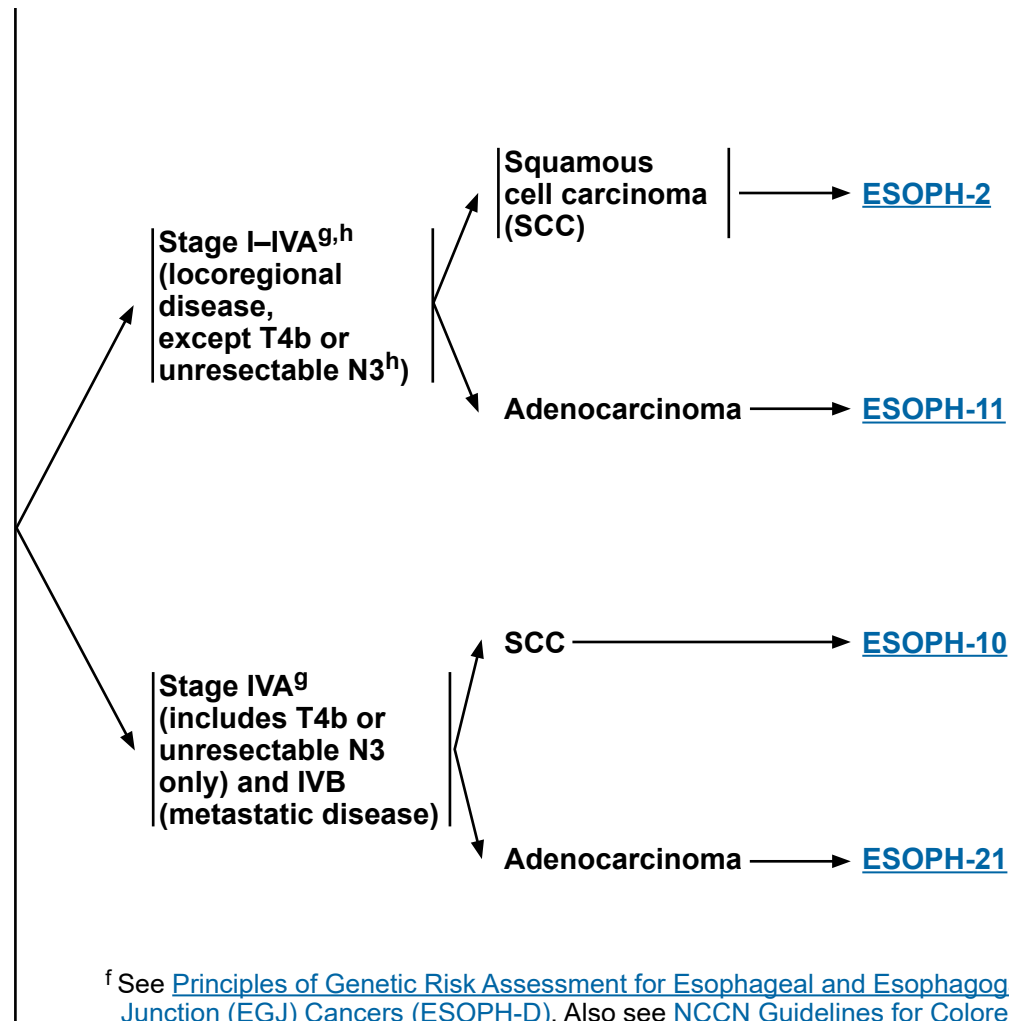 Squamous
cell carcinoma
(SCC)
ESOPH-2
Stage I–IVAg,h
(locoregional
disease,
except T4b or
unresectable N3h)
Adenocarcinoma
ESOPH-11
SCC
ESOPH-10
Stage IVAg
(includes T4b or
unresectable N3
only) and IVB
(metastatic disease)
Adenocarcinoma
ESOPH-21
f See Principles of Genetic Risk Assessment for Esophageal and Esophagog
Junction (EGJ) Cancers (ESOPH-D). Also see NCCN Guidelines for Colore